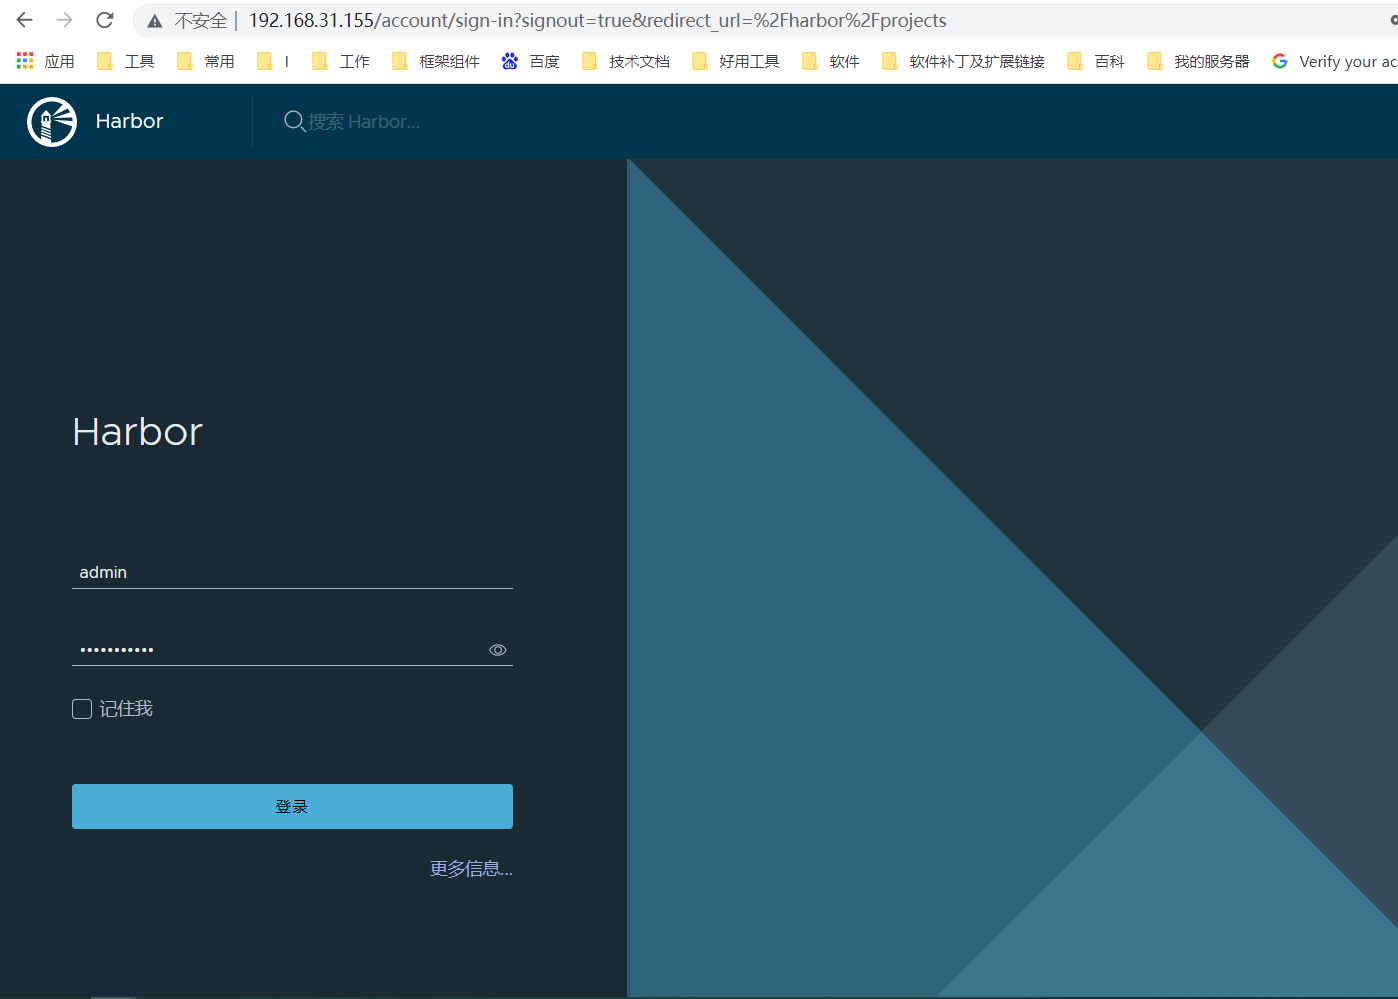 不安全 | 192.168.31.155/account/sign-in?signout=true&redirect_url=%2Fharbor%2Fprojects
应用 工具 常用 I 工作 框架组件 百度 技术文档 好用工具 软件 软件补丁及扩展链接 百科 我的服务器 Verify your ac
Harbor 搜索 Harbor...
Harbor
admin
•••••••••••
记住我
登录
更多信息...